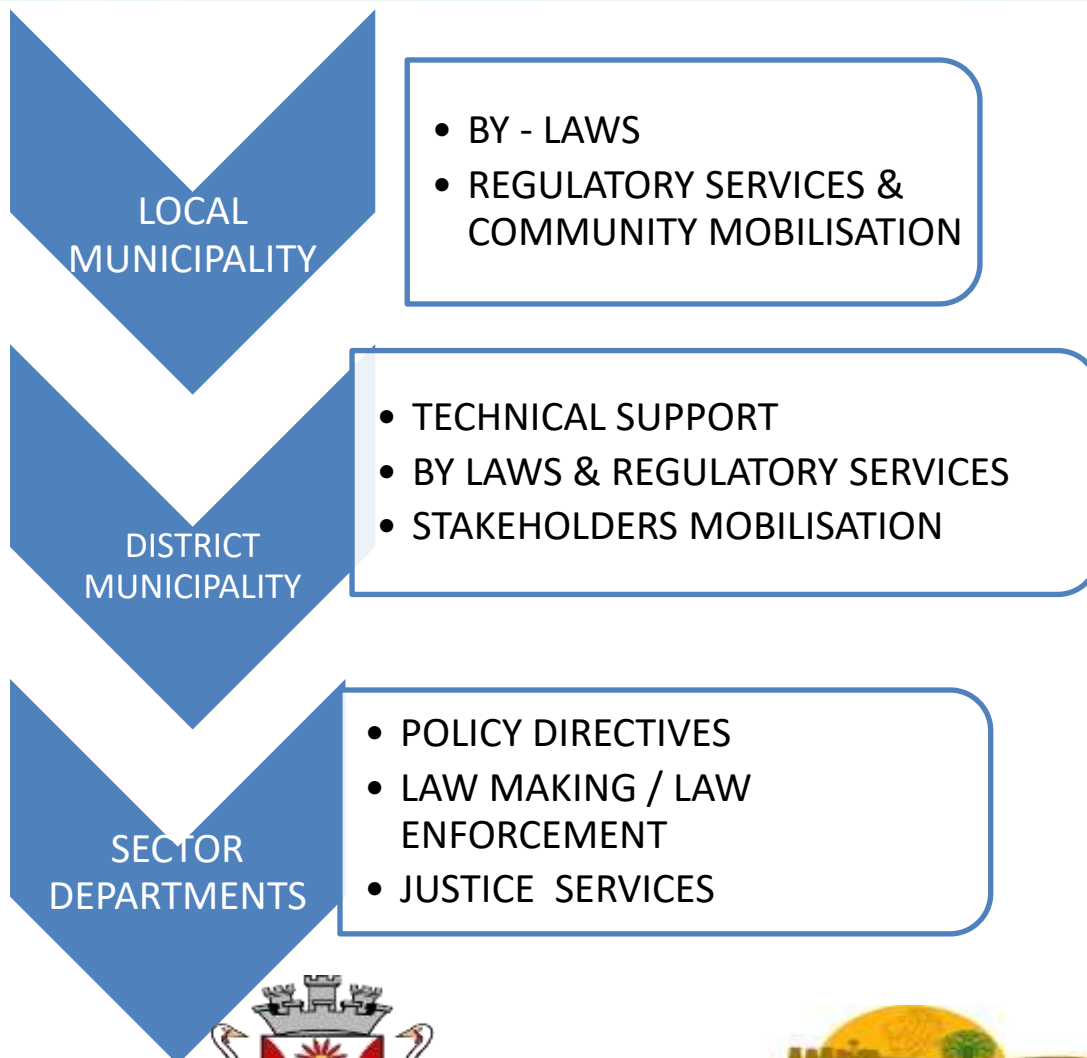 LOCAL
MUNICIPALITY
• BY - LAWS
• REGULATORY SERVICES &
COMMUNITY MOBILISATION
DISTRICT
MUNICIPALITY
• TECHNICAL SUPPORT
• BY LAWS & REGULATORY SERVICES
• STAKEHOLDERS MOBILISATION
SECTOR
DEPARTMENTS
• POLICY DIRECTIVES
• LAW MAKING / LAW
ENFORCEMENT
• JUSTICE SERVICES